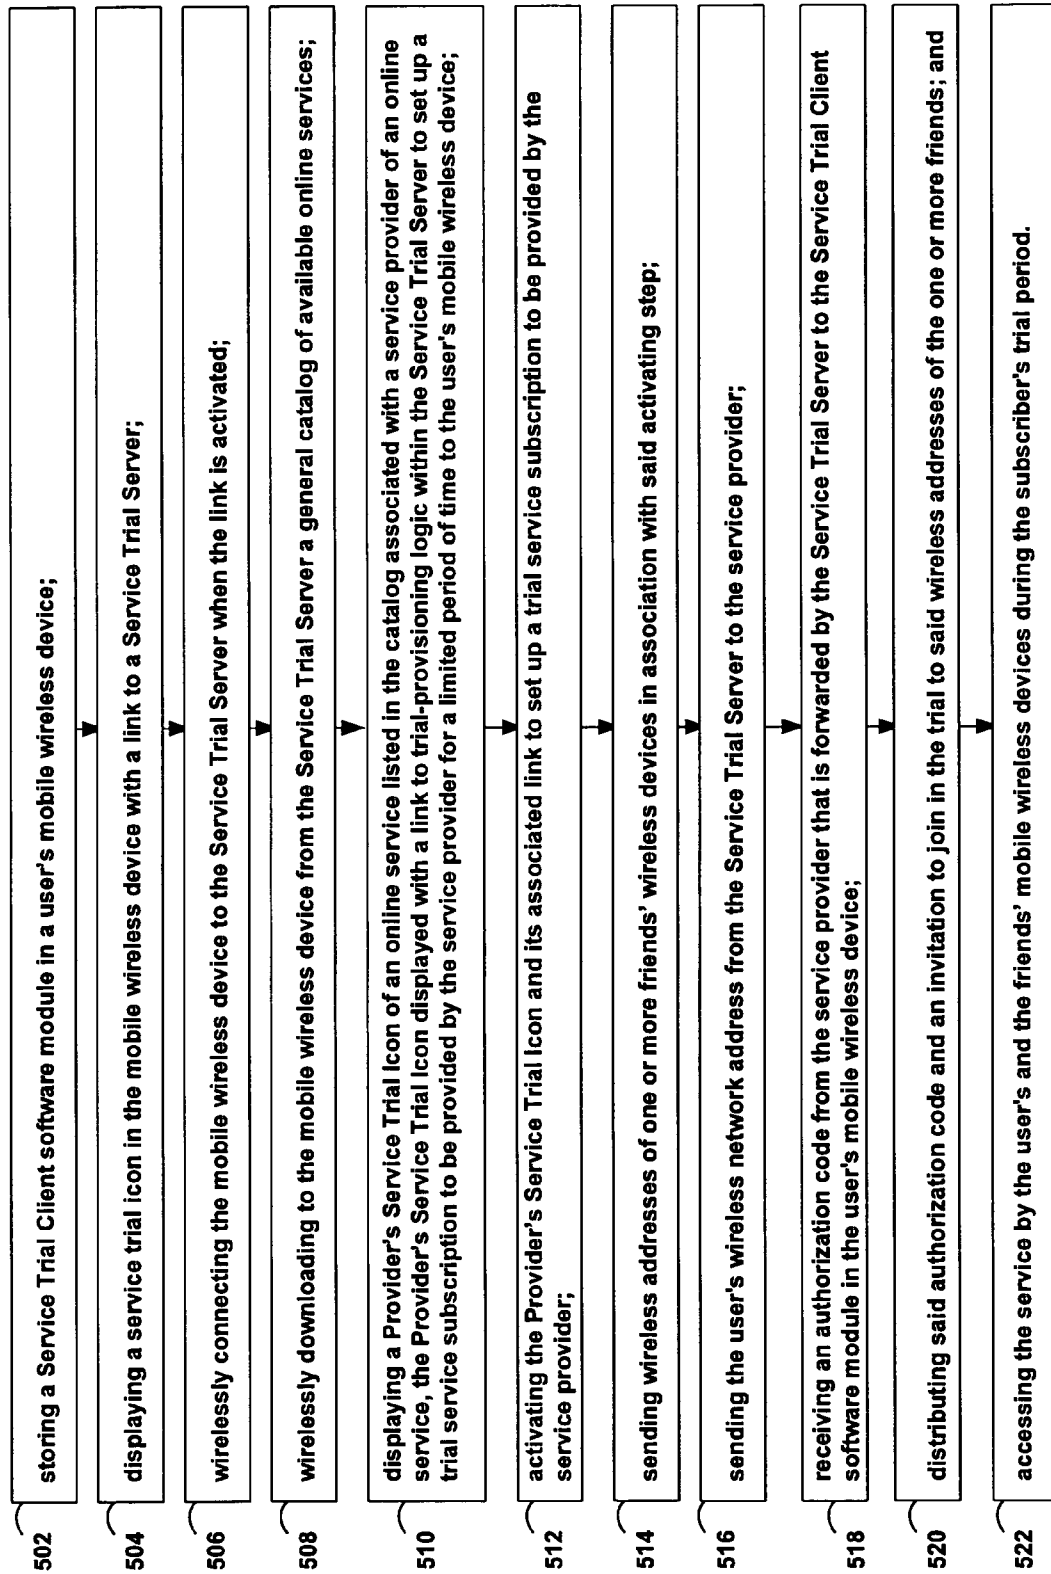 502
storing a Service Trial Client software module in a user's mobile wireless device;
504
displaying a service trial icon in the mobile wireless device with a link to a Service Trial Server;
506
wirelessly connecting the mobile wireless device to the Service Trial Server when the link is activated;
508
wirelessly downloading to the mobile wireless device from the Service Trial Server a general catalog of available online services;
510
displaying a Provider's Service Trial Icon of an online service listed in the catalog associated with a service provider of an online
service, the Provider's Service Trial Icon displayed with a link to trial-provisioning logic within the Service Trial Server to set up a
trial service subscription to be provided by the service provider for a limited period of time to the user's mobile wireless device;
512
activating the Provider's Service Trial Icon and its associated link to set up a trial service subscription to be provided by the
service provider;
514
sending wireless addresses of one or more friends' wireless devices in association with said activating step;
516
sending the user's wireless network address from the Service Trial Server to the service provider;
518
receiving an authorization code from the service provider that is forwarded by the Service Trial Server to the Service Trial Client
software module in the user's mobile wireless device;
520
distributing said authorization code and an invitation to join in the trial to said wireless addresses of the one or more friends; and
522
accessing the service by the user's and the friends' mobile wireless devices during the subscriber's trial period.